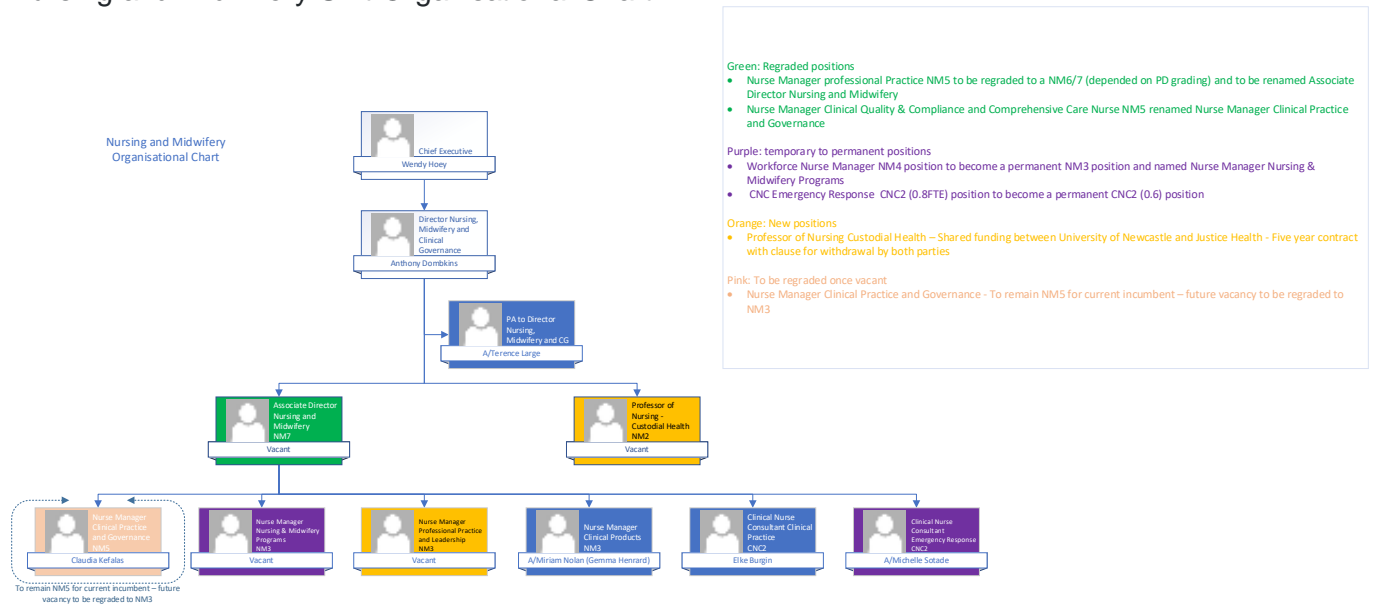 Nursing and Midwifery
Organisational Chart
Chief Executive
Wendy Hoey
Director Nursing,
Midwifery and
Clinical
Governance
Anthony Dombkins
PA to Director
Nursing,
Midwifery and CG
A/Terence Large
Associate Director
Nursing and
Midwifery
NM7
Vacant
Professor of
Nursing -
Custodial Health
NM2
Vacant
Nurse Manager
Clinical Practice
and Governance
NM5
Claudia Kefalas
To remain NM5 for current incumbent – future
vacancy to be regraded to NM3
Nurse Manager
Nursing & Midwifery
Programs
NM3
Vacant
Nurse Manager
Professional Practice
and Leadership
NM3
Vacant
Nurse Manager
Clinical Products
NM3
A/Miriam Nolan (Gemma Henrard)
Clinical Nurse
Consultant Clinical
Practice
CNC2
Elke Burgin
Clinical Nurse
Consultant
Emergency Response
CNC2
A/Michelle Sotade
Green: Regraded positions
• Nurse Manager professional Practice NM5 to be regraded to a NM6/7 (depended on PD grading) and to be renamed Associate
Director Nursing and Midwifery
• Nurse Manager Clinical Quality & Compliance and Comprehensive Care Nurse NM5 renamed Nurse Manager Clinical Practice
and Governance
Purple: temporary to permanent positions
• Workforce Nurse Manager NM4 position to become a permanent NM3 position and named Nurse Manager Nursing &
Midwifery Programs
• CNC Emergency Response CNC2 (0.8FTE) position to become a permanent CNC2 (0.6) position
Orange: New positions
• Professor of Nursing Custodial Health – Shared funding between University of Newcastle and Justice Health - Five year contract
with clause for withdrawal by both parties
Pink: To be regraded once vacant
• Nurse Manager Clinical Practice and Governance - To remain NM5 for current incumbent – future vacancy to be regraded to
NM3